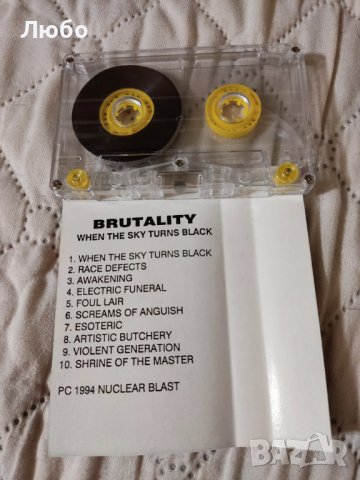 Любо
BRUTALITY
WHEN THE SKY TURNS BLACK
1. WHEN THE SKY TURNS BLACK
2. RACE DEFECTS
3. AWAKENING
4. ELECTRIC FUNERAL
5. FOUL LAIR
6. SCREAMS OF ANGUISH
7. ESOTERIC
8. ARTISTIC BUTCHERY
9. VIOLENT GENERATION
10. SHRINE OF THE MASTER
PC 1994 NUCLEAR BLAST
BAZAR